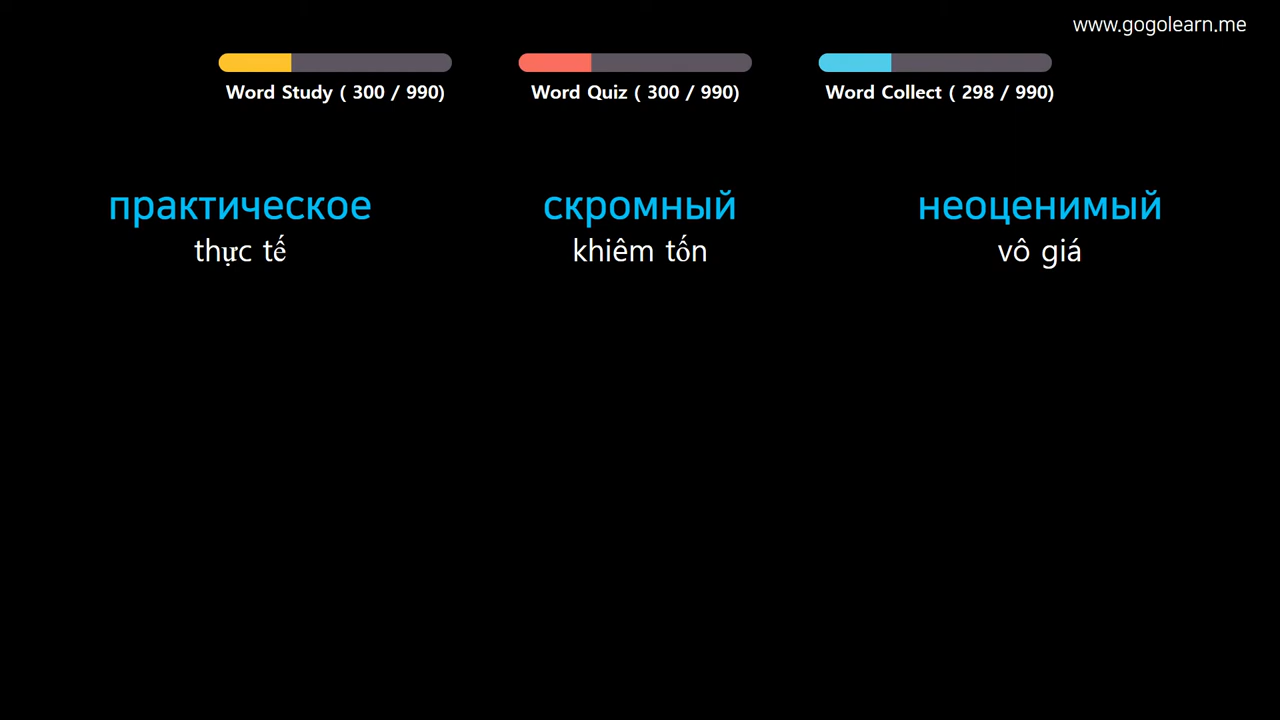 www.gogolearn.me
Word Study ( 300 / 990)
Word Quiz ( 300 / 990)
Word Collect ( 298 / 990)
практическое
скромный
неоценимый
thực tế
khiêm tốn
vô giá